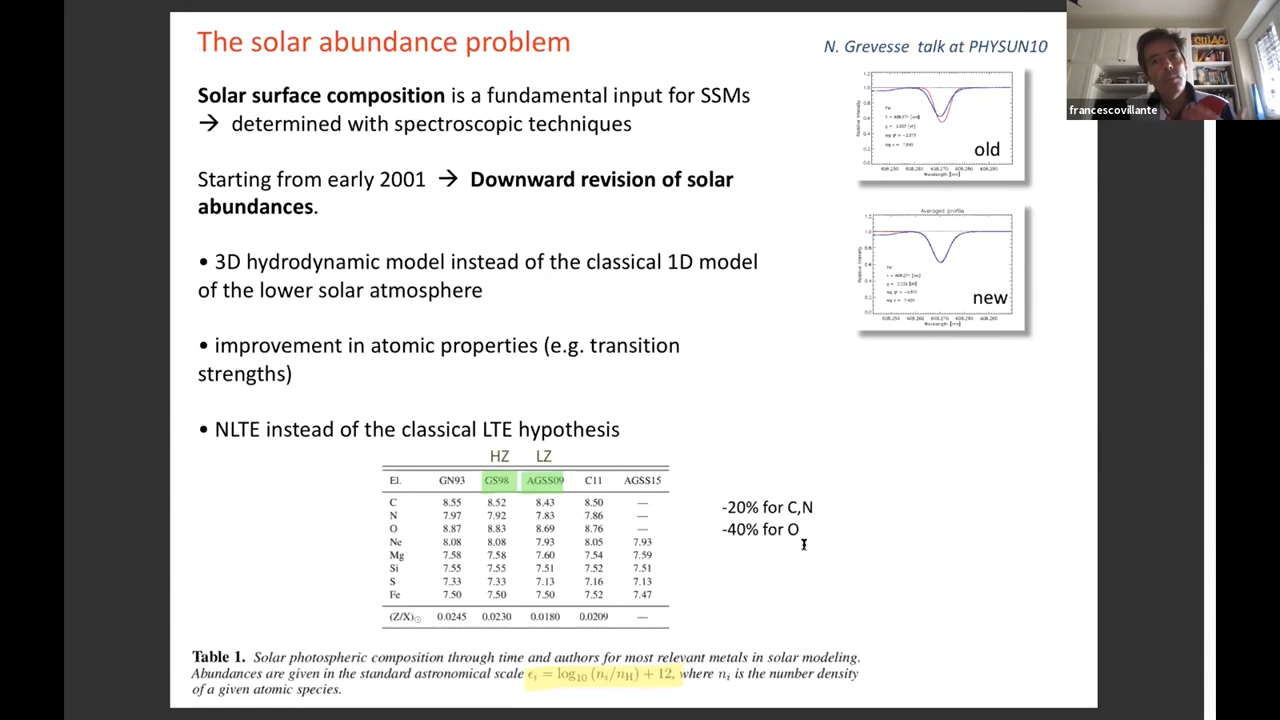 The solar abundance problem
N. Grevesse talk at PHYSUN10
francescovillante
Solar surface composition is a fundamental input for SSMs
→ determined with spectroscopic techniques
Starting from early 2001 → Downward revision of solar
abundances.
• 3D hydrodynamic model instead of the classical 1D model
of the lower solar atmosphere
• improvement in atomic properties (e.g. transition
strengths)
• NLTE instead of the classical LTE hypothesis
old
Wavelength [nm]
Averaged profile
new
Wavelength [nm]
HZ LZ
El. GN93 GS98 AGSS09 C11 AGSS15
C 8.55 8.52 8.43 8.50 —
N 7.97 7.92 7.83 7.86 —
O 8.87 8.83 8.69 8.76 —
Ne 8.08 8.08 7.93 8.05 7.93
Mg 7.58 7.58 7.60 7.54 7.59
Si 7.55 7.55 7.51 7.52 7.51
S 7.33 7.33 7.13 7.16 7.13
Fe 7.50 7.50 7.50 7.52 7.47
(Z/X)☉ 0.0245 0.0230 0.0180 0.0209 —
-20% for C,N
-40% for O
Table 1. Solar photospheric composition through time and authors for most relevant metals in solar modeling.
Abundances are given in the standard astronomical scale ϵᵢ = log₁₀ (nᵢ/n_H) + 12, where nᵢ is the number density
of a given atomic species.